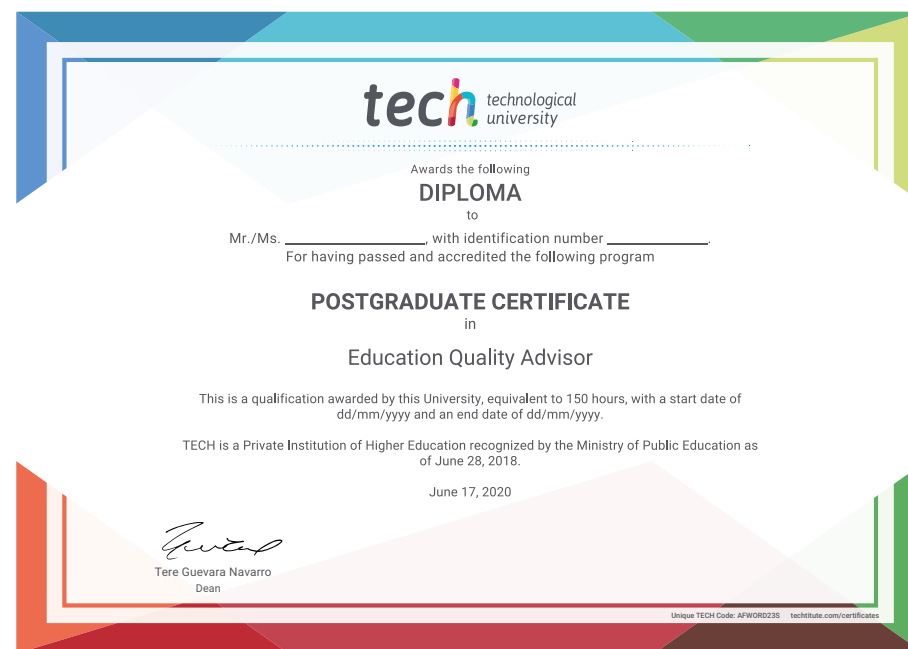 tech technological
university
Awards the following
DIPLOMA
to
Mr./Ms. ____________, with identification number ____________.
For having passed and accredited the following program
POSTGRADUATE CERTIFICATE
in
Education Quality Advisor
This is a qualification awarded by this University, equivalent to 150 hours, with a start date of
dd/mm/yyyy and an end date of dd/mm/yyyy.
TECH is a Private Institution of Higher Education recognized by the Ministry of Public Education as
of June 28, 2018.
June 17, 2020
Tere Guevara Navarro
Dean
Unique TECH Code: AFWORD23S techtitute.com/certificates